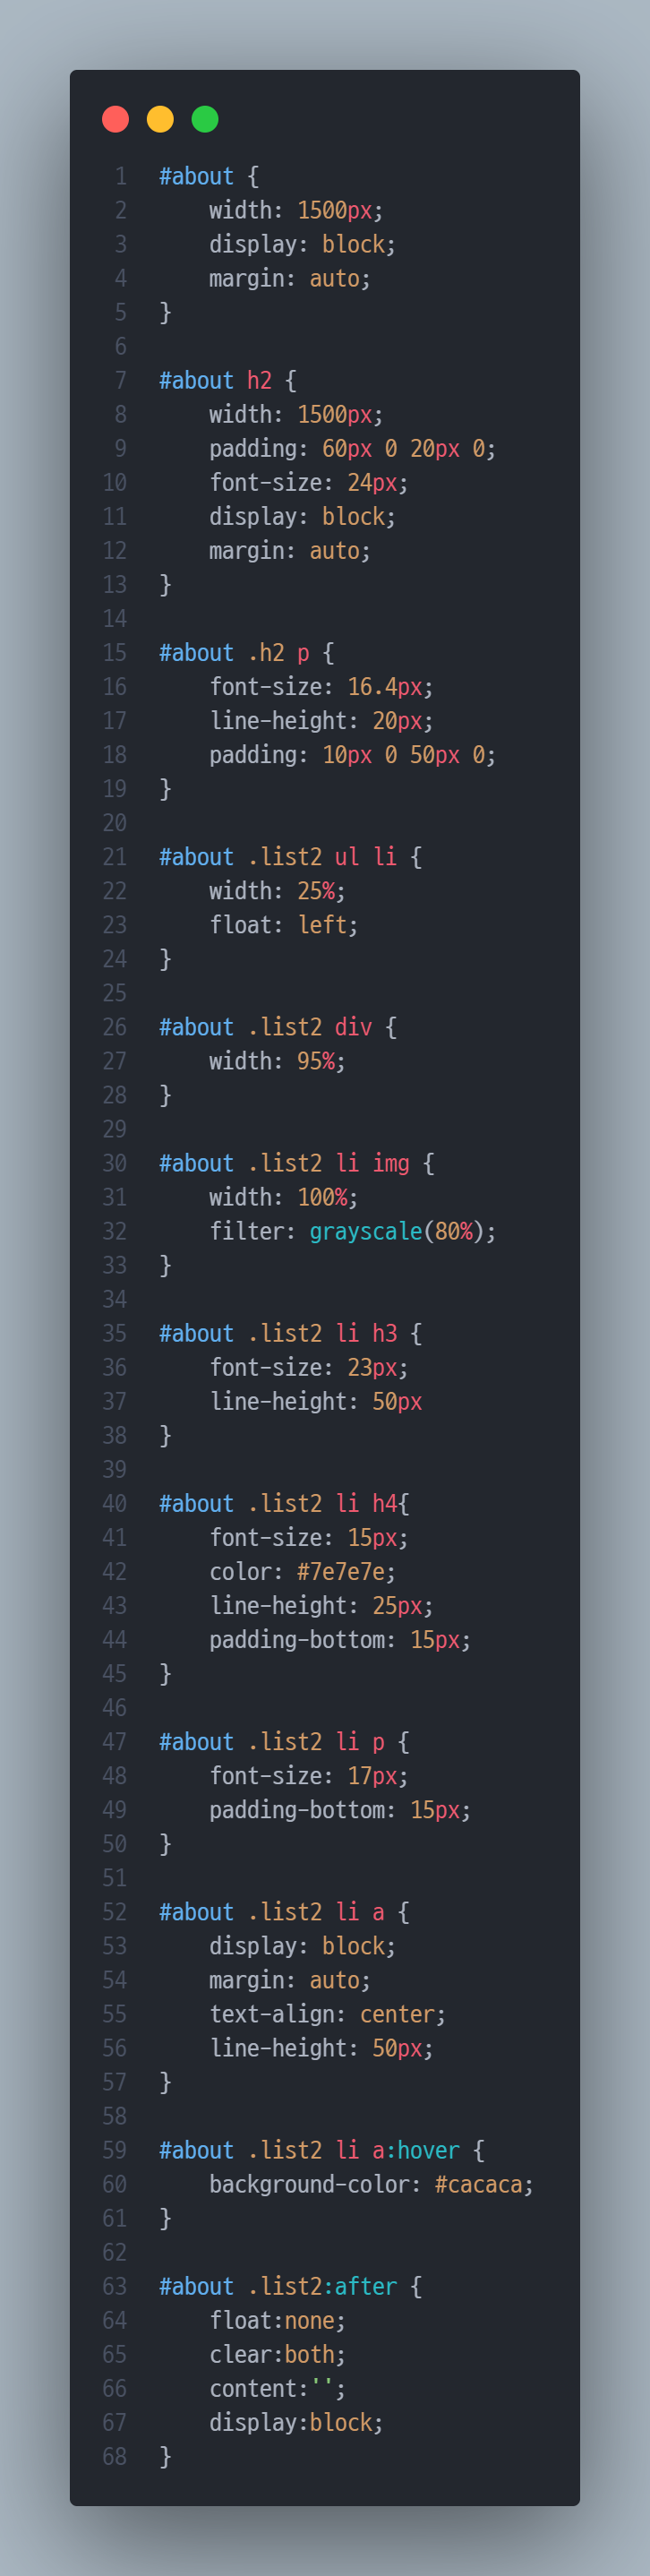 1 #about {
2     width: 1500px;
3     display: block;
4     margin: auto;
5 }
6
7 #about h2 {
8     width: 1500px;
9     padding: 60px 0 20px 0;
10     font-size: 24px;
11     display: block;
12     margin: auto;
13 }
14
15 #about .h2 p {
16     font-size: 16.4px;
17     line-height: 20px;
18     padding: 10px 0 50px 0;
19 }
20
21 #about .list2 ul li {
22     width: 25%;
23     float: left;
24 }
25
26 #about .list2 div {
27     width: 95%;
28 }
29
30 #about .list2 li img {
31     width: 100%;
32     filter: grayscale(80%);
33 }
34
35 #about .list2 li h3 {
36     font-size: 23px;
37     line-height: 50px
38 }
39
40 #about .list2 li h4{
41     font-size: 15px;
42     color: #7e7e7e;
43     line-height: 25px;
44     padding-bottom: 15px;
45 }
46
47 #about .list2 li p {
48     font-size: 17px;
49     padding-bottom: 15px;
50 }
51
52 #about .list2 li a {
53     display: block;
54     margin: auto;
55     text-align: center;
56     line-height: 50px;
57 }
58
59 #about .list2 li a:hover {
60     background-color: #cacaca;
61 }
62
63 #about .list2:after {
64     float:none;
65     clear:both;
66     content:'';
67     display:block;
68 }